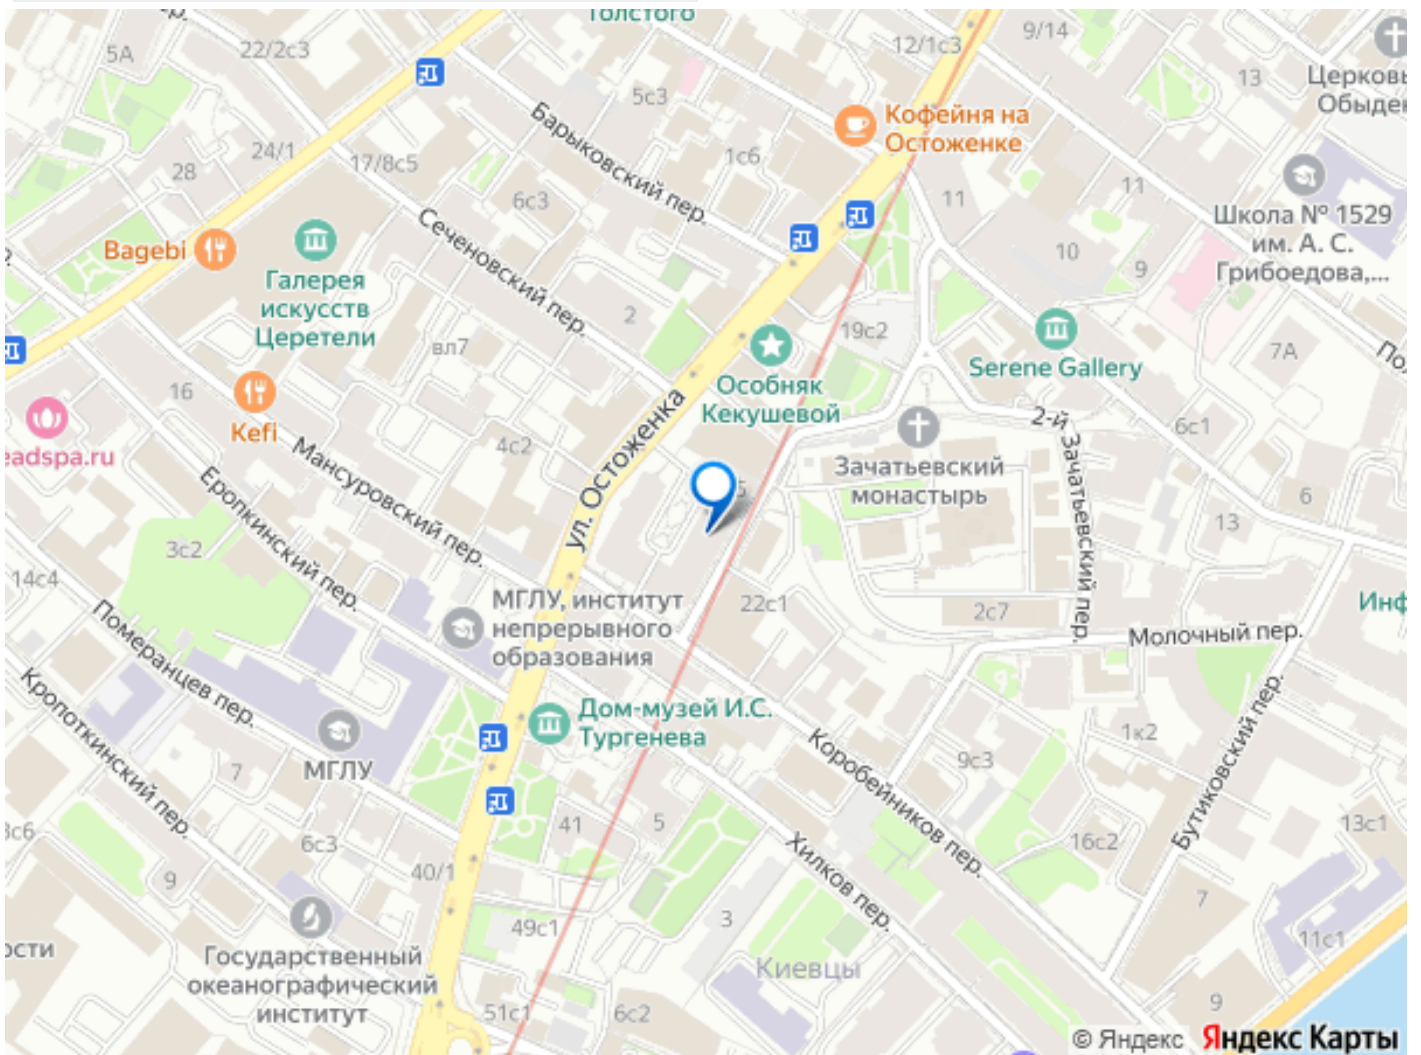 Толстого
5А
22/2с3
12/1с3
9/14
13
Церковь
5с3
Кофейня на
Остоженке
Барыковский пер.
24/1
28
17/8с5
1с6
6с3
11
11
Школа № 1529
им. А. С.
Грибоедова,...
Сеченовский пер.
Bagebi
Галерея
искусств
Церетели
10
9
2
вл7
19с2
7А
Serene Gallery
Особняк
Кекушевой
16
Kefi
4с2
ул. Остоженка
2-й Зачатьевский пер.
6с1
eadspa.ru
Мансуровский пер.
Зачатьевский
монастырь
6
13
Еропкинский пер.
3с2
14с4
МГЛУ, институт
непрерывного
образования
22с1
2с7
Молочный пер.
Померанцев пер.
Кропоткинский пер.
Дом-музей И.С.
Тургенева
МГЛУ
7
Коробейников пер.
1к2
9с3
Бутиковский пер.
41
5
6с3
16с2
13с1
Хилков пер.
40/1
9
7
3
49с1
11с1
Государственный
океанографический
институт
Киевцы
9
51с1
6с2
© Яндекс Яндекс Карты